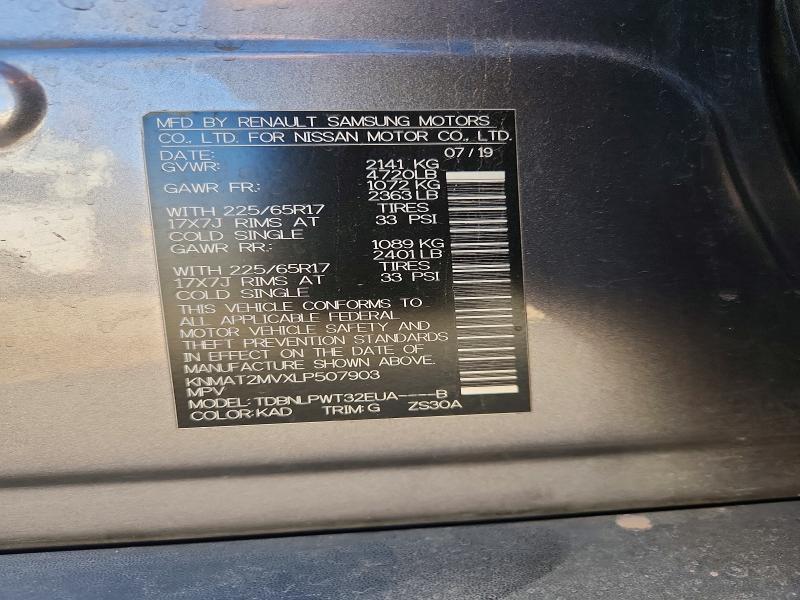 MFD BY RENAULT SAMSUNG MOTORS
CO., LTD. FOR NISSAN MOTOR CO., LTD.
DATE: 07/19
GVWR: 2141 KG
4720LB
GAWR FR: 1072 KG
2363LB
WITH 225/65R17 TIRES
17X7J RIMS AT 33 PSI
COLD SINGLE
GAWR RR: 1089 KG
2401LB
WITH 225/65R17 TIRES
17X7J RIMS AT 33 PSI
COLD SINGLE
THIS VEHICLE CONFORMS TO
ALL APPLICABLE FEDERAL
MOTOR VEHICLE SAFETY AND
THEFT PREVENTION STANDARDS
IN EFFECT ON THE DATE OF
MANUFACTURE SHOWN ABOVE.
KNMAT2MVXLP507903
MPV
MODEL: TDBNLPWT32EUA----B
COLOR: KAD TRIM: G ZS30A